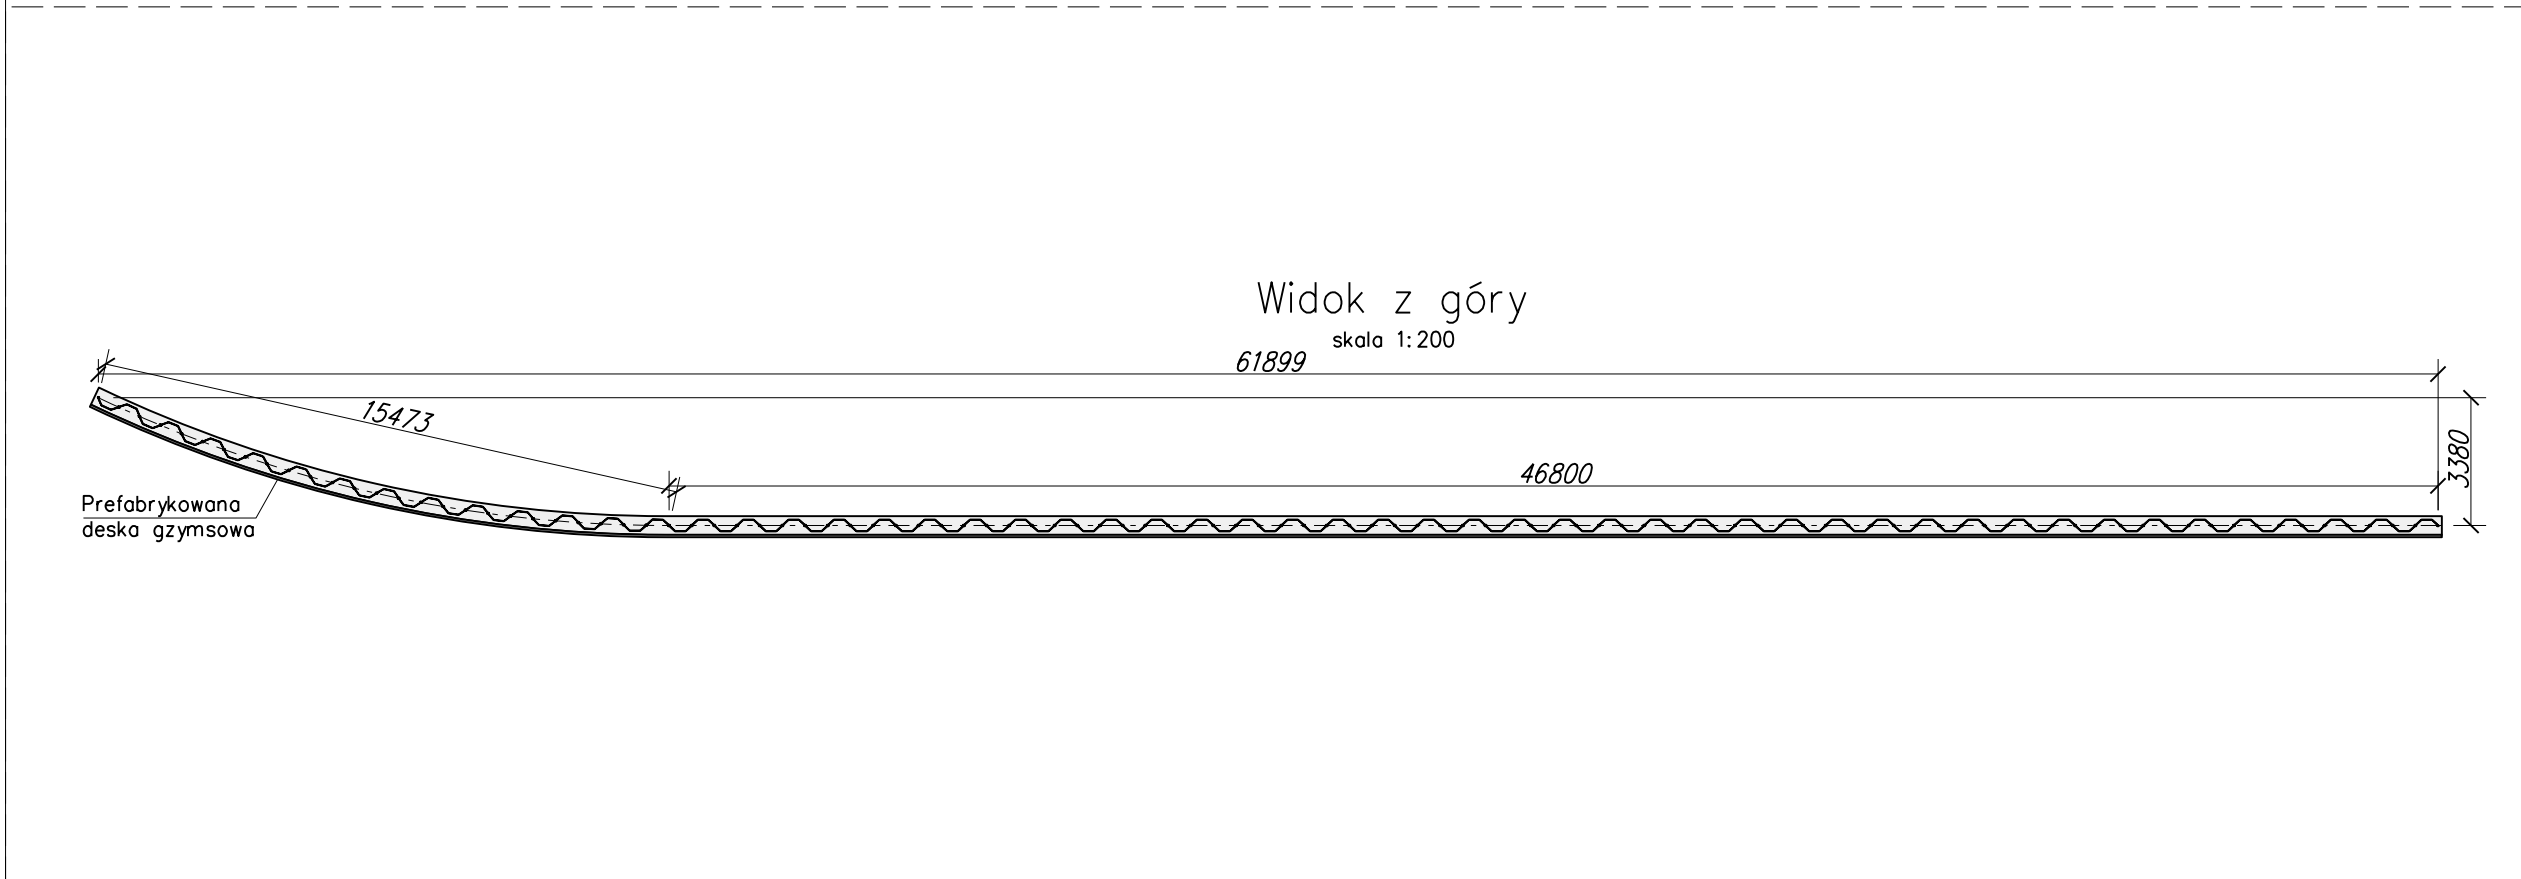 Widok z góry
skala 1:200
61899
15473
46800
3380
Prefabrykowana
deska gzymsowa